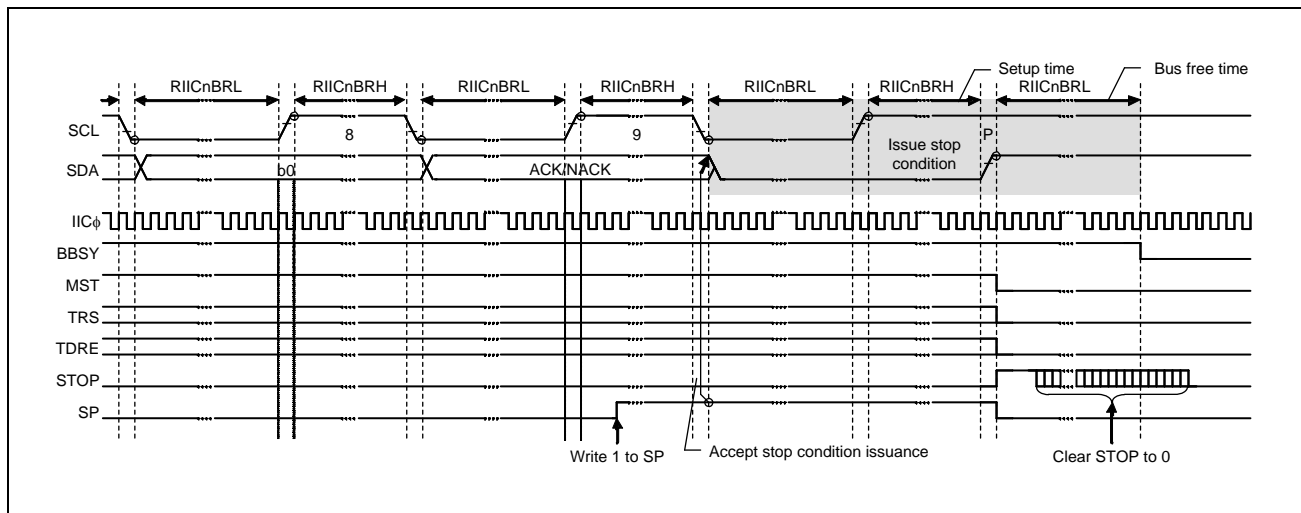 Setup time
Bus free time
RIICnBRL RIICnBRH RIICnBRL RIICnBRH RIICnBRL RIICnBRH RIICnBRL
SCL 8 9 P
Issue stop
condition
SDA b0 ACK/NACK
IICφ
BBSY
MST
TRS
TDRE
STOP
SP
Write 1 to SP Accept stop condition issuance Clear STOP to 0